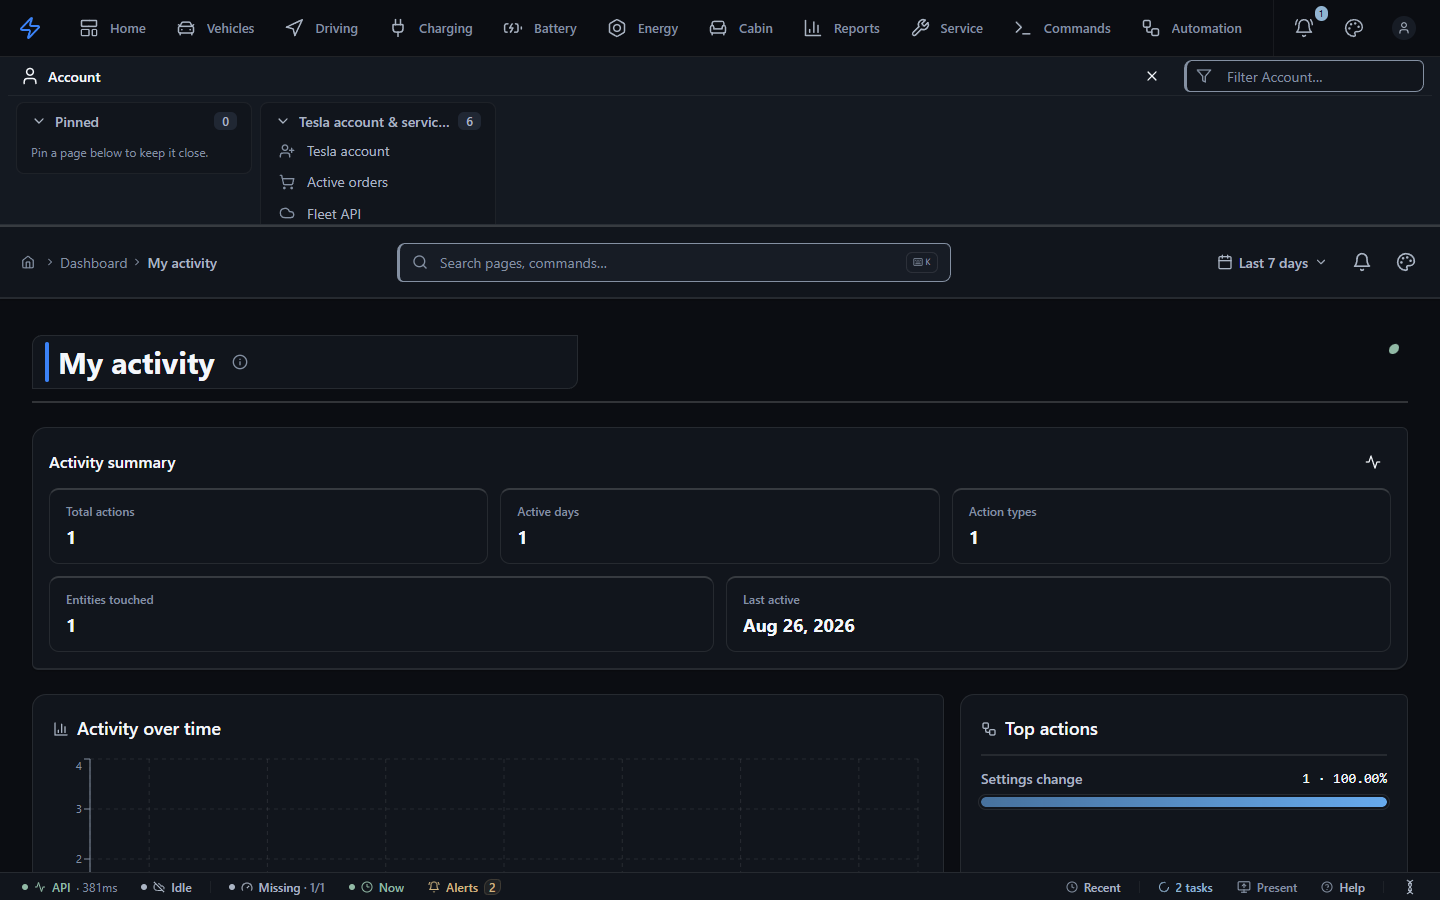 Home Vehicles Driving Charging Battery Energy Cabin Reports Service Commands Automation 1
Account
Filter Account...
Pinned 0
Pin a page below to keep it close.
Tesla account & servic... 6
Tesla account
Active orders
Fleet API
Dashboard My activity
Search pages, commands...
K
Last 7 days
My activity
Activity summary
Total actions
1
Active days
1
Action types
1
Entities touched
1
Last active
Aug 26, 2026
Activity over time
4
3
2
Top actions
Settings change 1 · 100.00%
API · 381ms Idle Missing · 1/1 Now Alerts 2 Recent 2 tasks Present Help